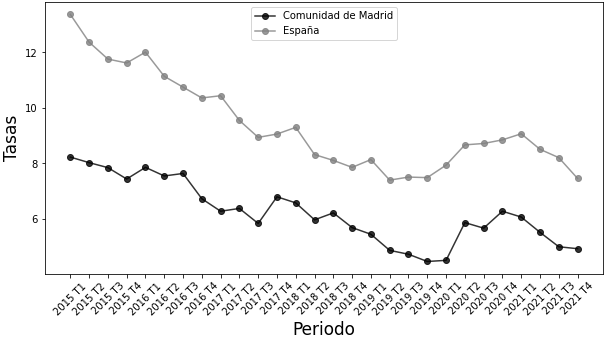 Comunidad de Madrid
España
Tasas
12
10
8
6
2015 T1
2015 T2
2015 T3
2015 T4
2016 T1
2016 T2
2016 T3
2016 T4
2017 T1
2017 T2
2017 T3
2017 T4
2018 T1
2018 T2
2018 T3
2018 T4
2019 T1
2019 T2
2019 T3
2019 T4
2020 T1
2020 T2
2020 T3
2020 T4
2021 T1
2021 T2
2021 T3
2021 T4
Periodo